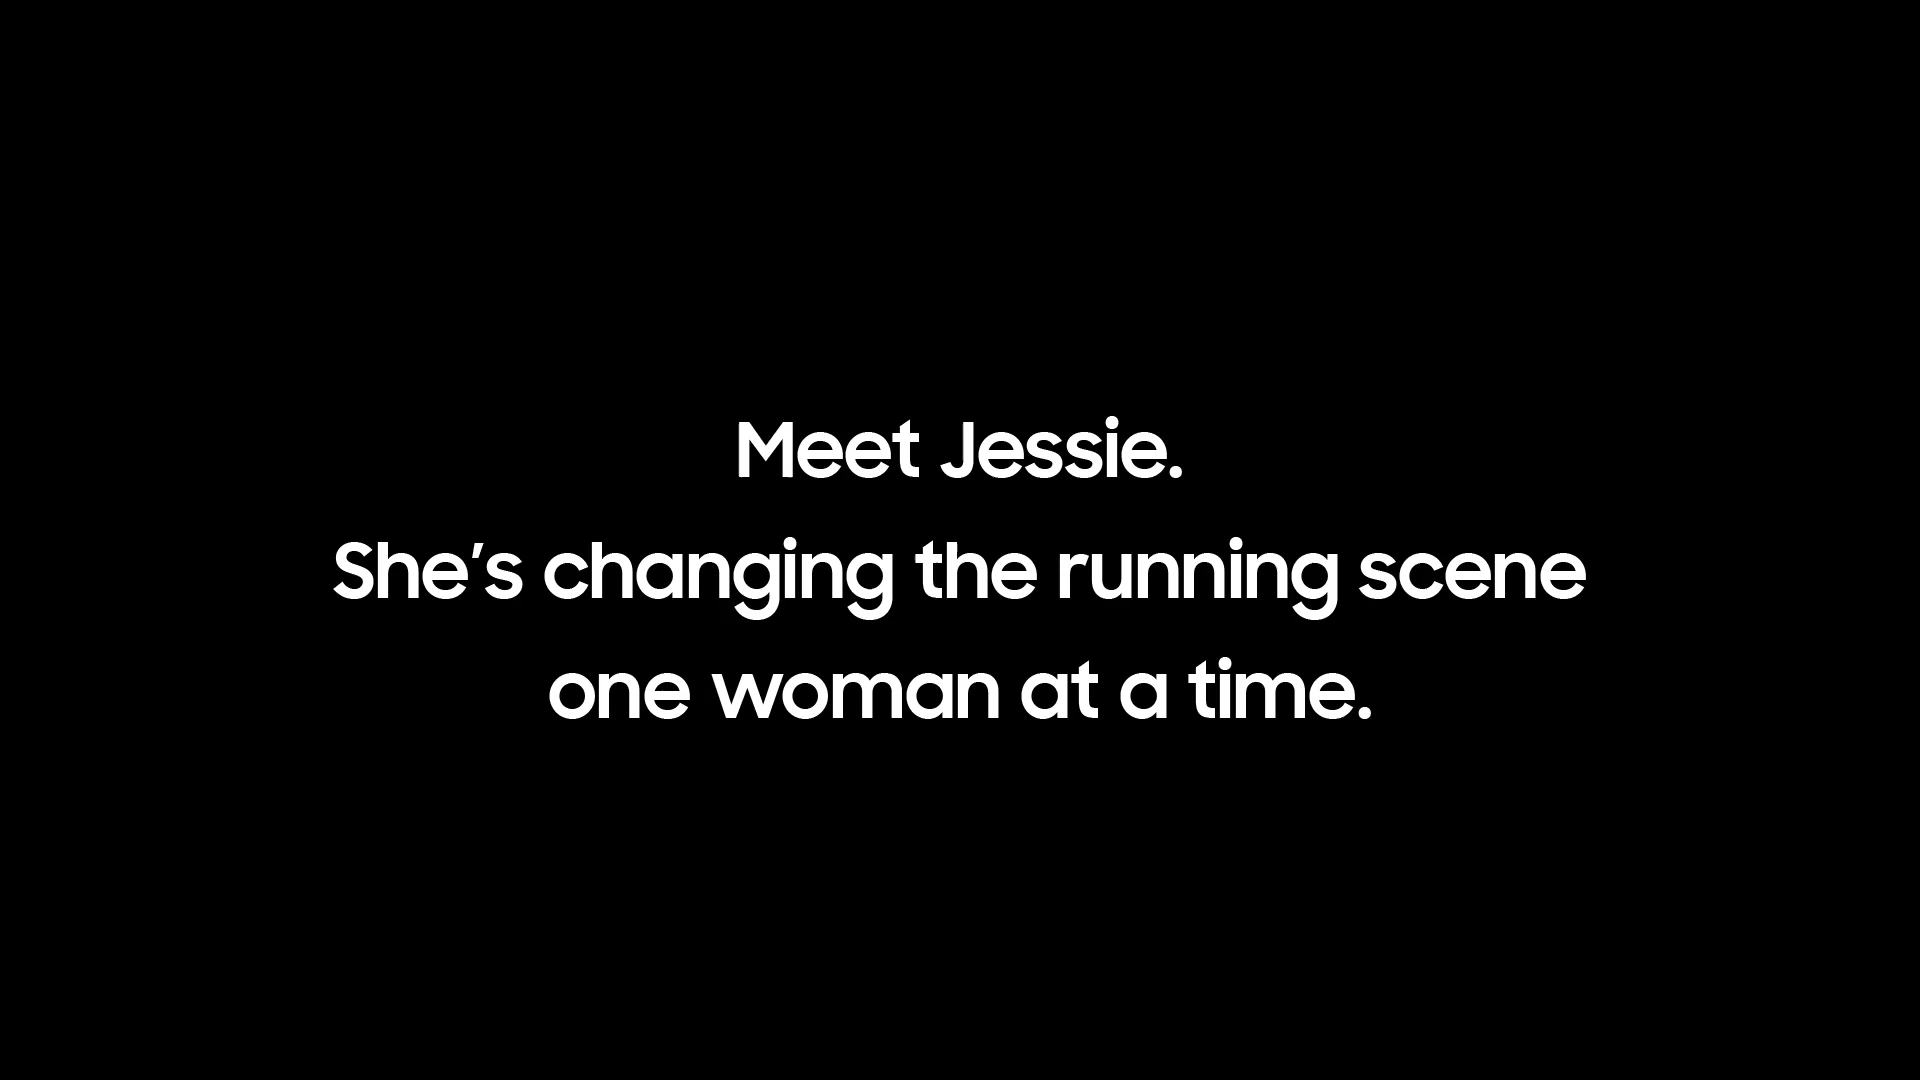 Meet Jessie.
She's changing the running scene
one woman at a time.